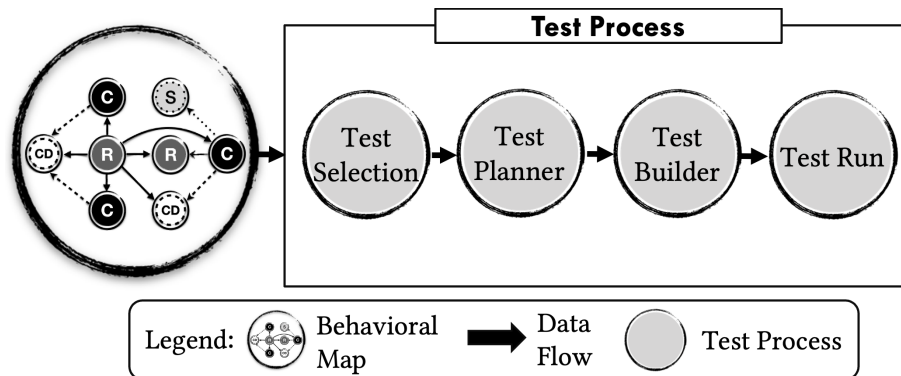 Test Process
C
S
CD
R
R
C
C
CD
Test
Selection
Test
Planner
Test
Builder
Test Run
Legend:
Behavioral
Map
Data
Flow
Test Process